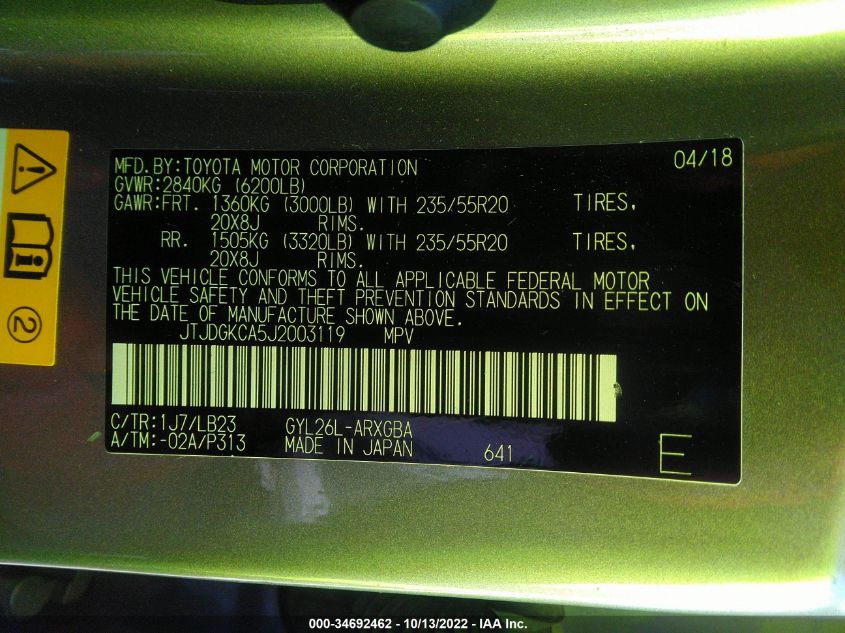 MFD.BY:TOYOTA MOTOR CORPORATION 04/18
GVWR:2840KG (6200LB)
GAWR:FRT. 1360KG (3000LB) WITH 235/55R20 TIRES,
20X8J RIMS.
RR. 1505KG (3320LB) WITH 235/55R20 TIRES,
20X8J RIMS.
THIS VEHICLE CONFORMS TO ALL APPLICABLE FEDERAL MOTOR
VEHICLE SAFETY AND THEFT PREVENTION STANDARDS IN EFFECT ON
THE DATE OF MANUFACTURE SHOWN ABOVE.
JTJDGKCA5J2003119 MPV
C/TR:1J7/LB23 GYL26L-ARXGBA
A/TM:-02A/P313 MADE IN JAPAN 641 E
2
000-34692462 - 10/13/2022 - IAA Inc.